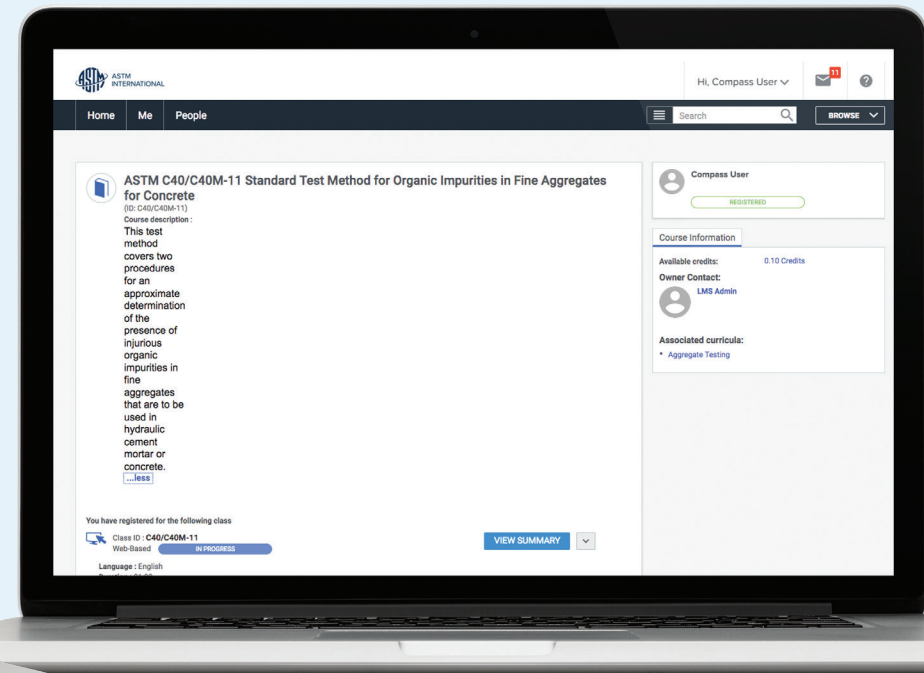 ASTM
ASTM
INTERNATIONAL
Hi, Compass User
11
?
Home Me People
Search
BROWSE
ASTM C40/C40M-11 Standard Test Method for Organic Impurities in Fine Aggregates
for Concrete
(ID: C40/C40M-11)
Course description :
This test
method
covers two
procedures
for an
approximate
determination
of the
presence of
injurious
organic
impurities in
fine
aggregates
that are to be
used in
hydraulic
cement
mortar or
concrete.
...less
You have registered for the following class
Class ID : C40/C40M-11
Web-Based IN PROGRESS
VIEW SUMMARY
Language : English
Compass User
REGISTERED
Course Information
Available credits: 0.10 Credits
Owner Contact:
LMS Admin
Associated curricula:
• Aggregate Testing